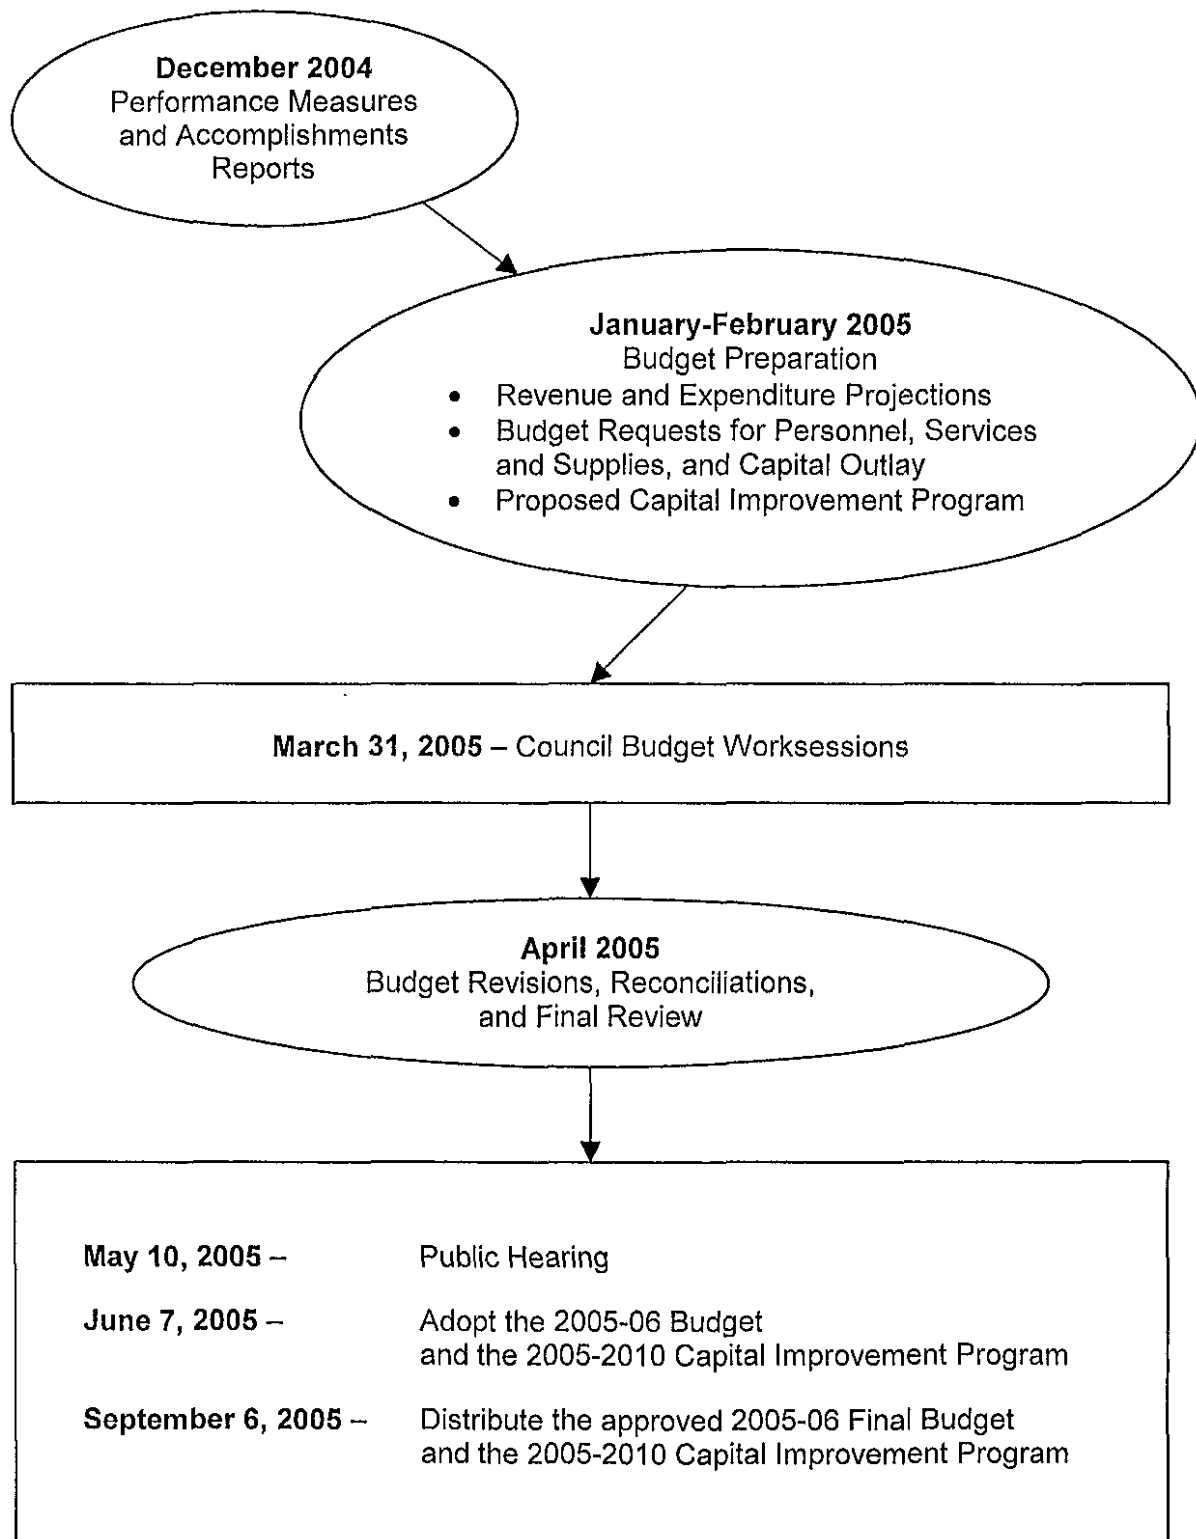 December 2004
Performance Measures
and Accomplishments
Reports
January-February 2005
Budget Preparation
• Revenue and Expenditure Projections
• Budget Requests for Personnel, Services
and Supplies, and Capital Outlay
• Proposed Capital Improvement Program
March 31, 2005 – Council Budget Worksessions
April 2005
Budget Revisions, Reconciliations,
and Final Review
May 10, 2005 – Public Hearing
June 7, 2005 – Adopt the 2005-06 Budget
and the 2005-2010 Capital Improvement Program
September 6, 2005 – Distribute the approved 2005-06 Final Budget
and the 2005-2010 Capital Improvement Program